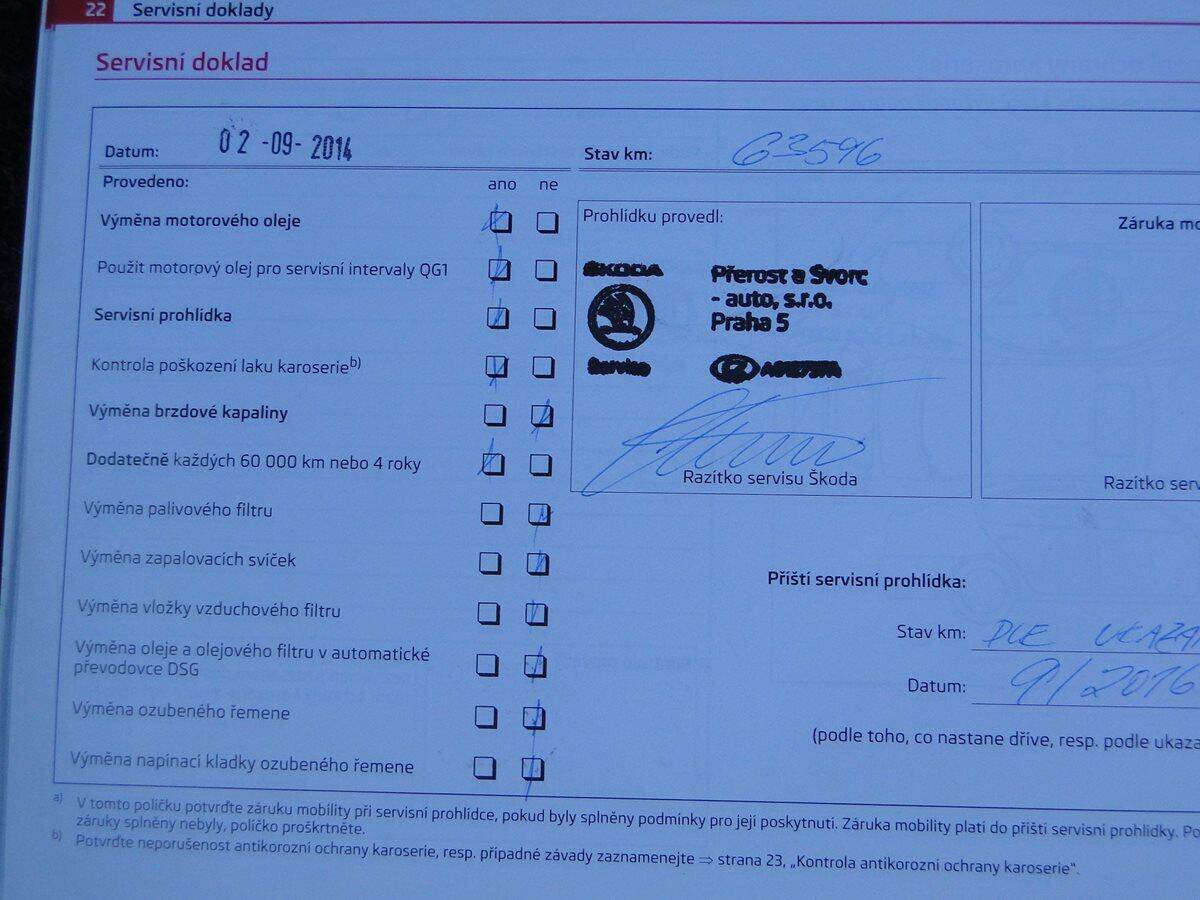 22 Servisní doklady
Servisní doklad
Datum: 02 -09- 2014
Stav km: 63596
Provedeno: ano ne
Výměna motorového oleje
Použit motorový olej pro servisní intervaly QG1
Servisní prohlídka
Kontrola poškození laku karoserie b)
Výměna brzdové kapaliny
Dodatečně každých 60 000 km nebo 4 roky
Výměna palivového filtru
Výměna zapalovacích svíček
Výměna vložky vzduchového filtru
Výměna oleje a olejového filtru v automatické
převodovce DSG
Výměna ozubeného řemene
Výměna napínací kladky ozubeného řemene
Prohlídku provedl:
ŠKODA
Service
Přerost a Švorc
- auto, s.r.o.
Praha 5
Razítko servisu Škoda
Záruka mo
Razítko serv
Příští servisní prohlídka:
Stav km: DLE UKAZA
Datum: 9/2016
(podle toho, co nastane dříve, resp. podle ukaza
a) V tomto políčku potvrďte záruku mobility při servisní prohlídce, pokud byly splněny podmínky pro její poskytnutí. Záruka mobility platí do příští servisní prohlídky. Po
záruky splněny nebyly, políčko proškrtněte.
b) Potvrďte neporušenost antikorozní ochrany karoserie, resp. případné závady zaznamenejte ⇒ strana 23, „Kontrola antikorozní ochrany karoserie“.